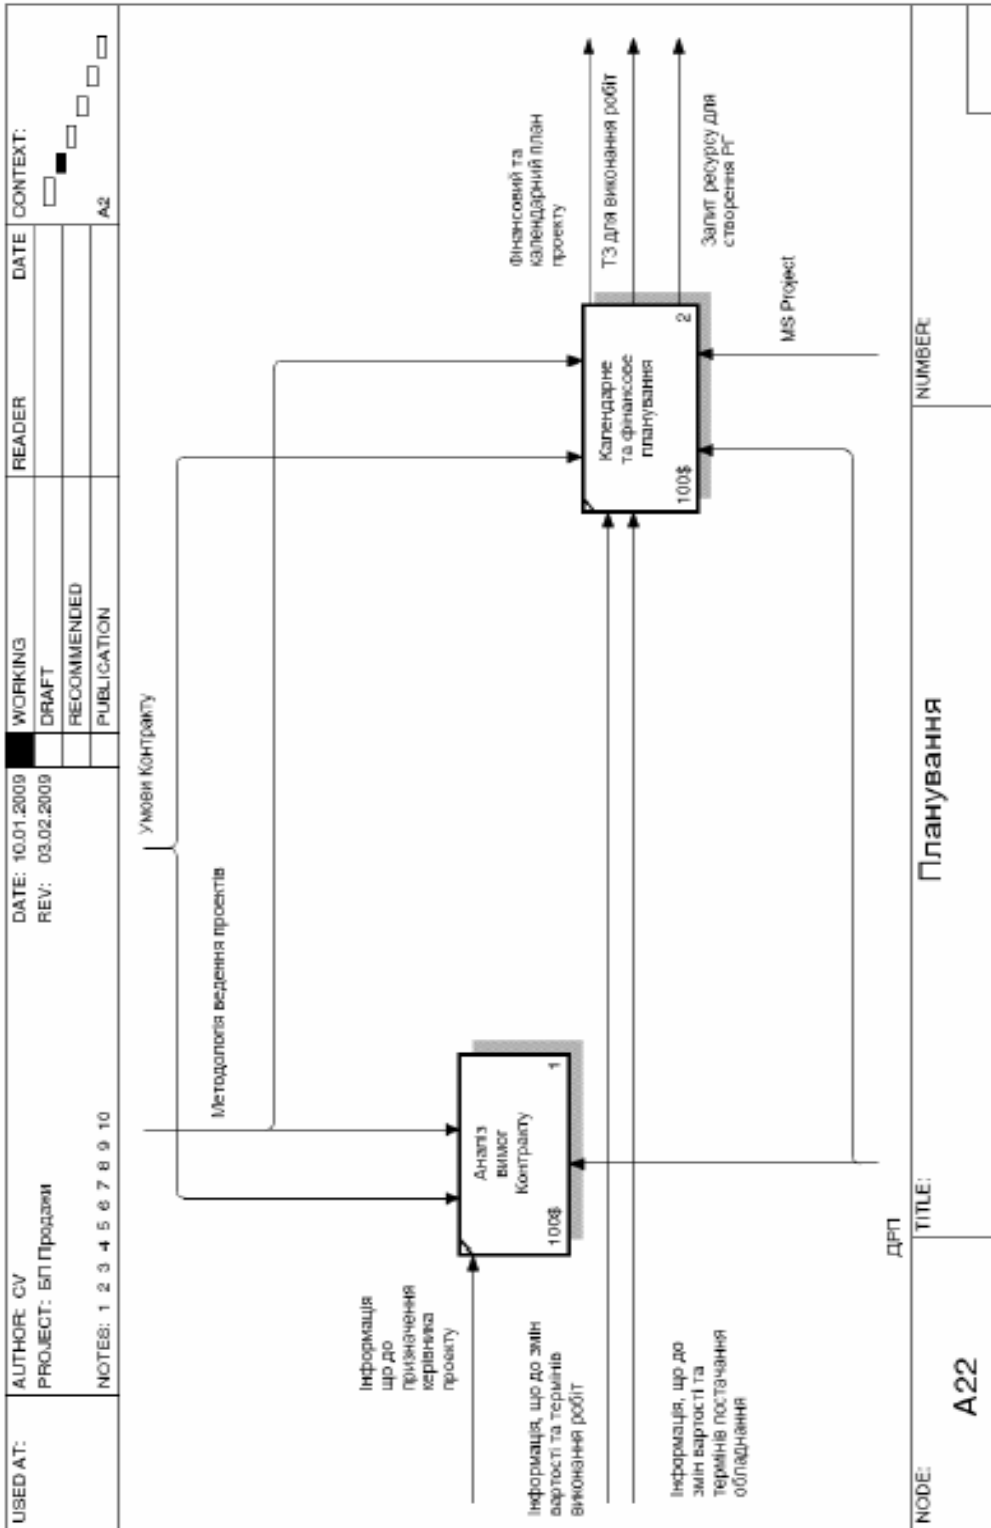 USED AT:
AUTHOR: CV
DATE: 10.01.2009
WORKING
READER
DATE
CONTEXT:
PROJECT: БП Продажи
REV: 03.02.2009
DRAFT
RECOMMENDED
NOTES: 1 2 3 4 5 6 7 8 9 10
PUBLICATION
A2
Умови Контракту
Методологія ведення проектів
Інформація
що до
призначення
керівника
проекту
Аналіз
вимог
Контракту
100$
1
Інформація, що до змін
вартості та термінів
виконання робіт
Інформація, що до
змін вартості та
термінів постачання
обладнання
Календарне
та фінансове
планування
100$
2
Фінансовий та
календарний план
проекту
ТЗ для виконання робіт
Запит ресурсу для
створення РГ
MS Project
ДРП
NODE:
TITLE:
NUMBER:
A22
Планування